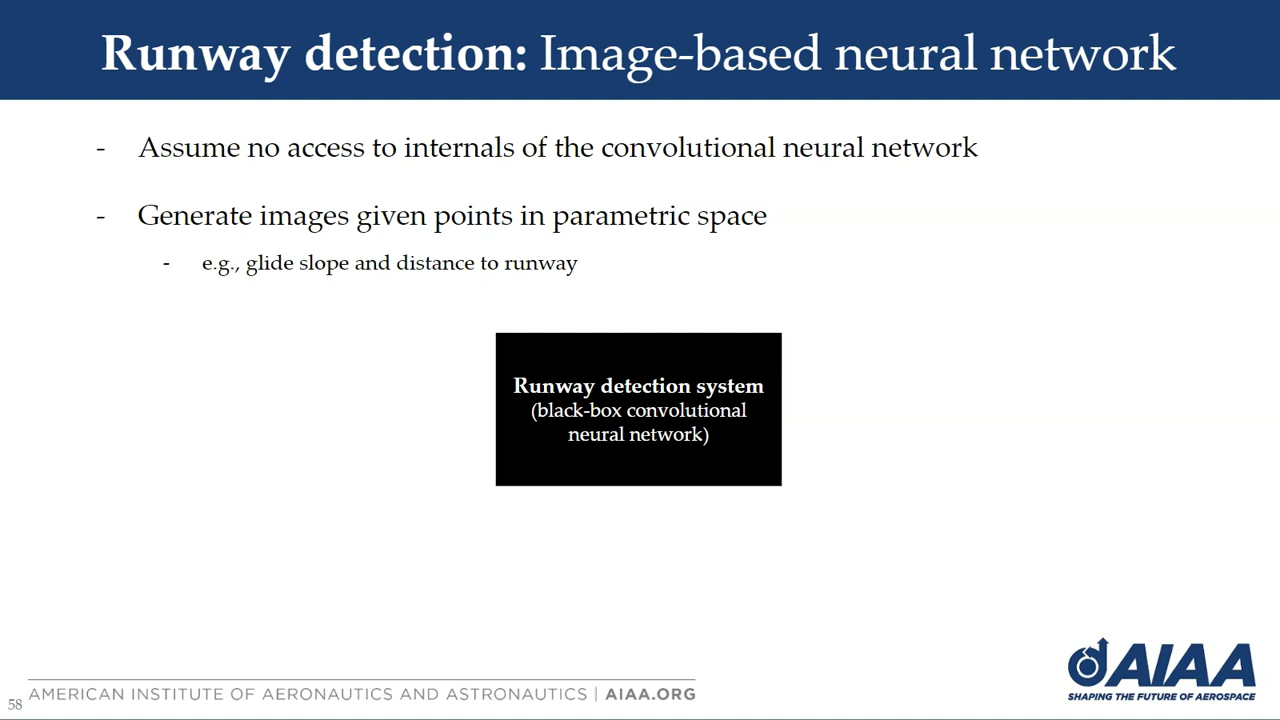 Runway detection: Image-based neural network
- Assume no access to internals of the convolutional neural network
- Generate images given points in parametric space
- e.g., glide slope and distance to runway
Runway detection system
(black-box convolutional
neural network)
AIAA
SHAPING THE FUTURE OF AEROSPACE
58 AMERICAN INSTITUTE OF AERONAUTICS AND ASTRONAUTICS | AIAA.ORG